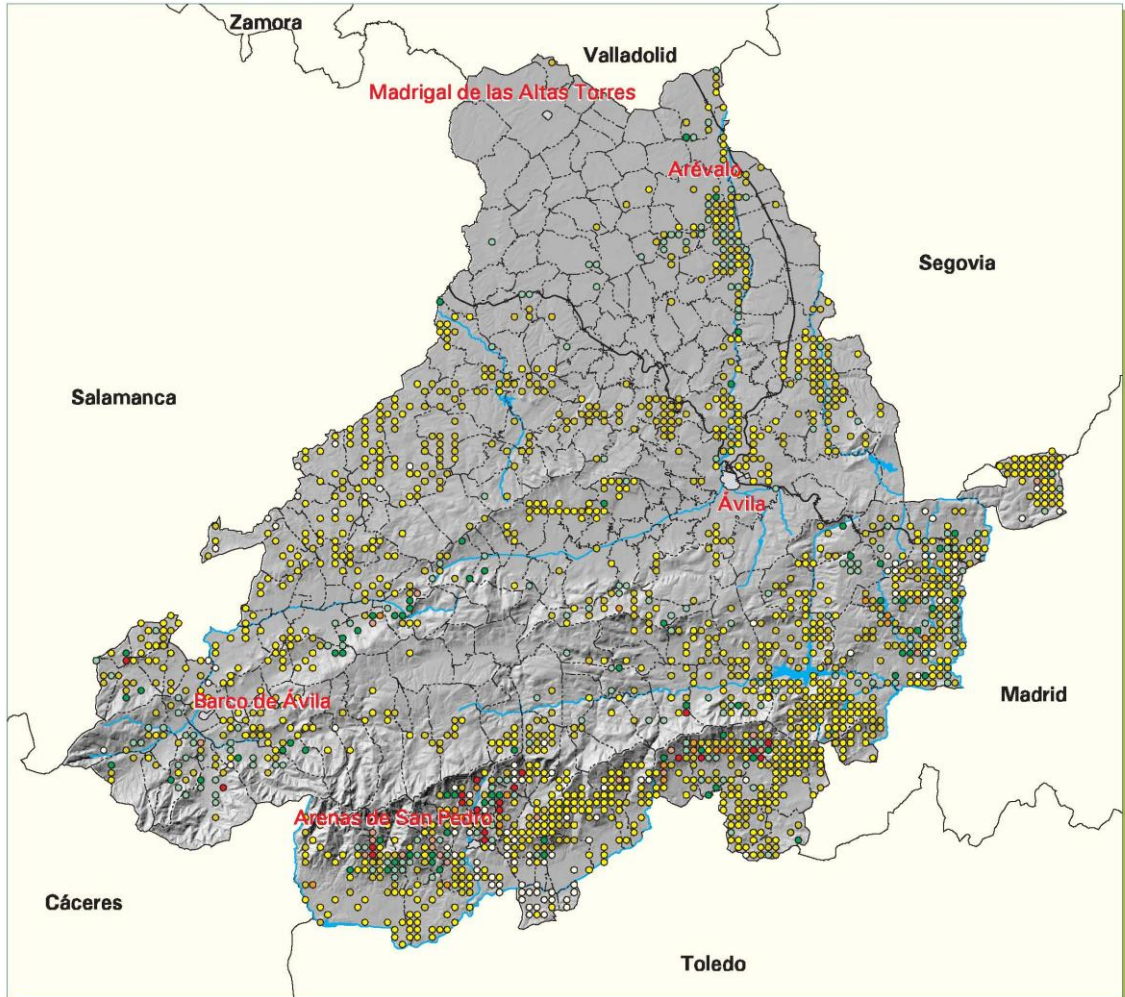 Zamora
Valladolid
Madrigal de las Altas Torres
Arévalo
Segovia
Salamanca
Ávila
Barco de Ávila
Madrid
Arenas de San Pedro
Cáceres
Toledo